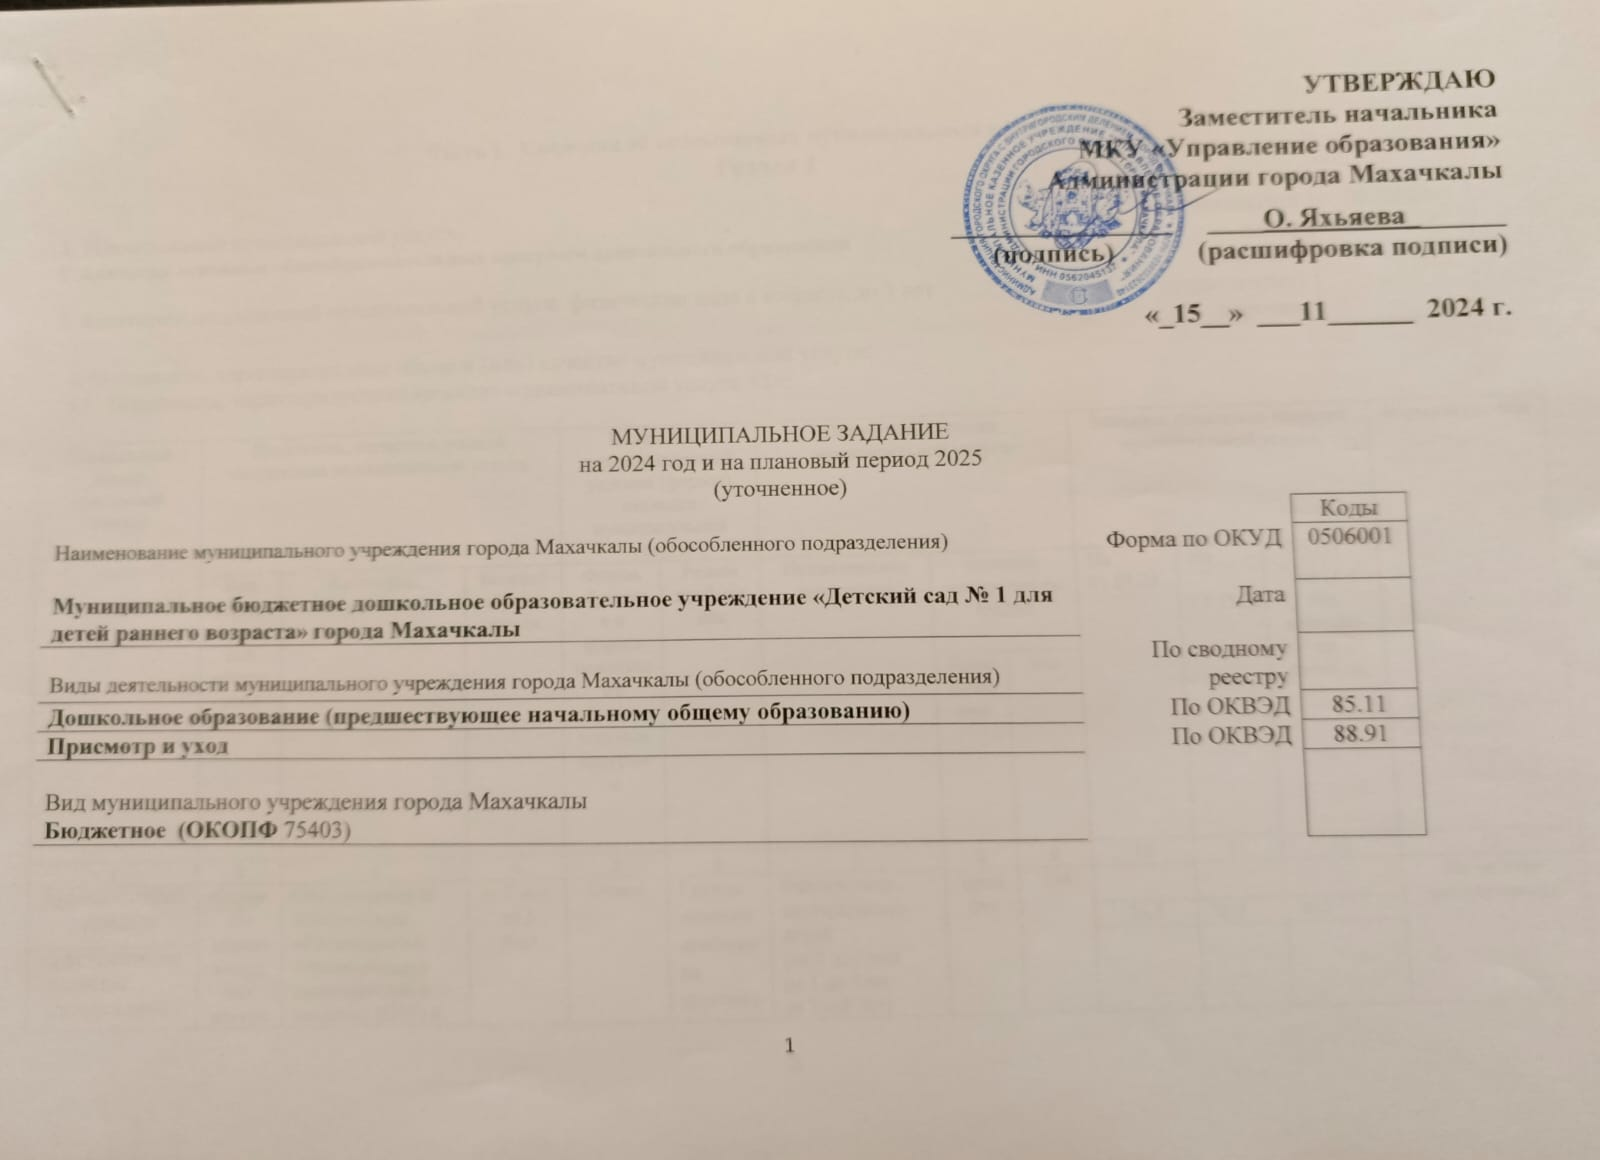 УТВЕРЖДАЮ
Заместитель начальника
МКУ «Управление образования»
Администрации города Махачкалы
О. Яхьяева
(подпись) (расшифровка подписи)
«_15__» ___11______ 2024 г.
МУНИЦИПАЛЬНОЕ ЗАДАНИЕ
на 2024 год и на плановый период 2025
(уточненное)
Коды
Наименование муниципального учреждения города Махачкалы (обособленного подразделения) Форма по ОКУД 0506001
Муниципальное бюджетное дошкольное образовательное учреждение «Детский сад № 1 для Дата
детей раннего возраста» города Махачкалы
По сводному
Виды деятельности муниципального учреждения города Махачкалы (обособленного подразделения) реестру
Дошкольное образование (предшествующее начальному общему образованию) По ОКВЭД 85.11
Присмотр и уход По ОКВЭД 88.91
Вид муниципального учреждения города Махачкалы
Бюджетное (ОКОПФ 75403)
1